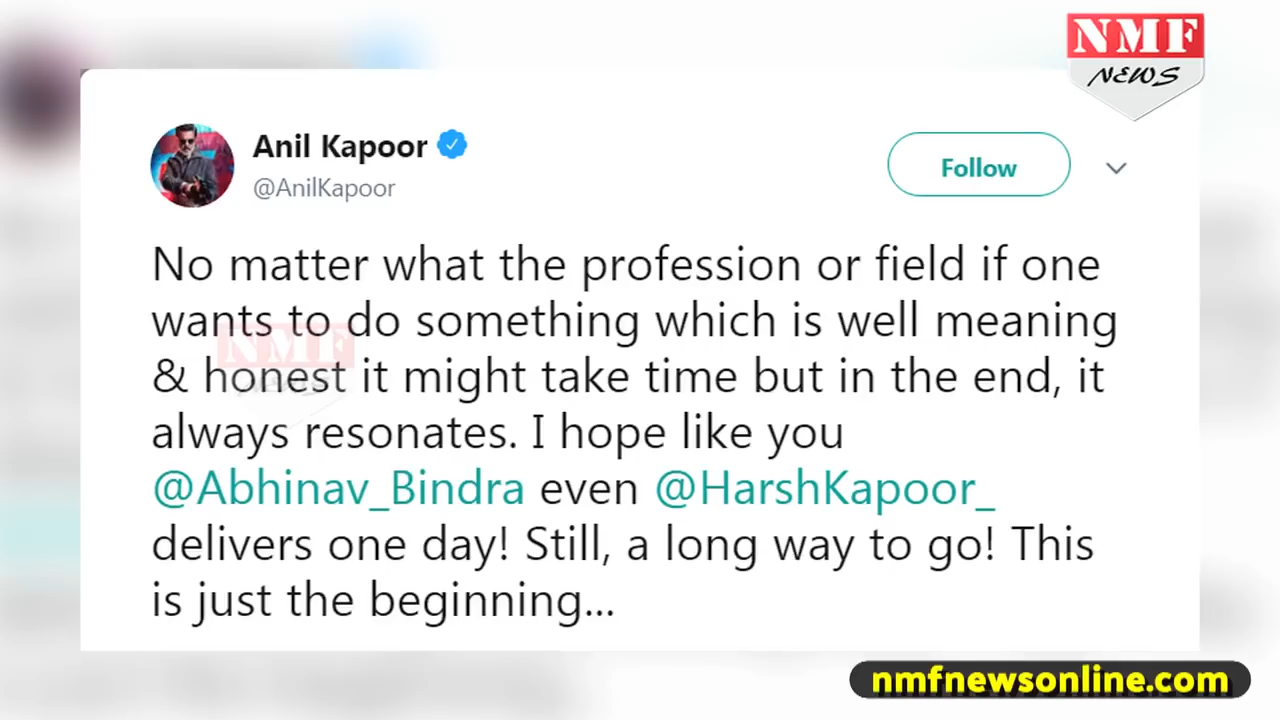 NMF
NEWS
Anil Kapoor
@AnilKapoor
Follow
No matter what the profession or field if one
wants to do something which is well meaning
& honest it might take time but in the end, it
always resonates. I hope like you
@Abhinav_Bindra even @HarshKapoor_
delivers one day! Still, a long way to go! This
is just the beginning...
NMF
NEWS
nmfnewsonline.com